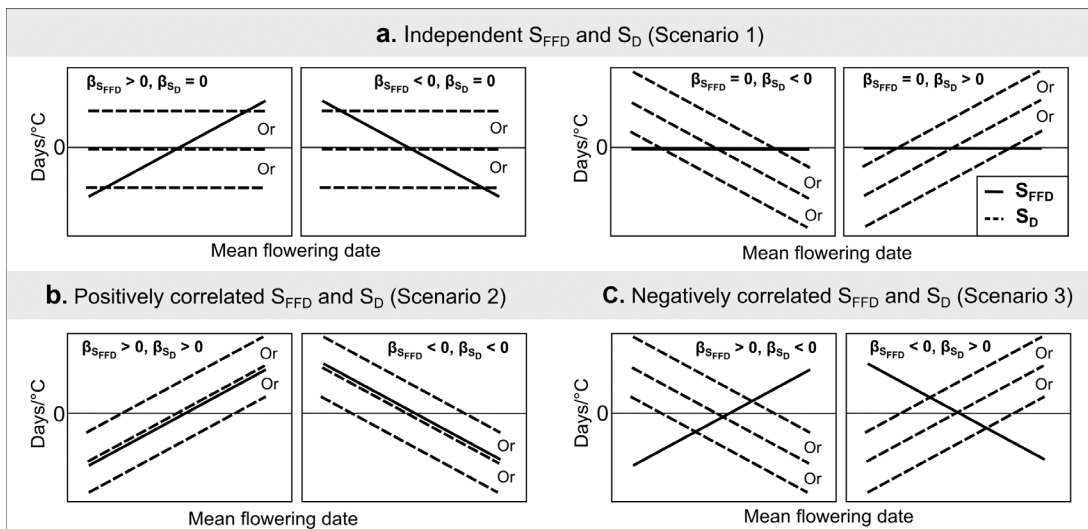 a. Independent S_FFD and S_D (Scenario 1)
β_S_FFD > 0, β_S_D = 0
Or
Or
β_S_FFD < 0, β_S_D = 0
Or
Or
β_S_FFD = 0, β_S_D < 0
Or
Or
β_S_FFD = 0, β_S_D > 0
Or
Or
S_FFD
S_D
Days/°C
0
Mean flowering date
Days/°C
0
Mean flowering date
b. Positively correlated S_FFD and S_D (Scenario 2)
β_S_FFD > 0, β_S_D > 0
Or
Or
β_S_FFD < 0, β_S_D < 0
Or
Or
Days/°C
0
Mean flowering date
C. Negatively correlated S_FFD and S_D (Scenario 3)
β_S_FFD > 0, β_S_D < 0
Or
Or
β_S_FFD < 0, β_S_D > 0
Or
Or
Days/°C
0
Mean flowering date